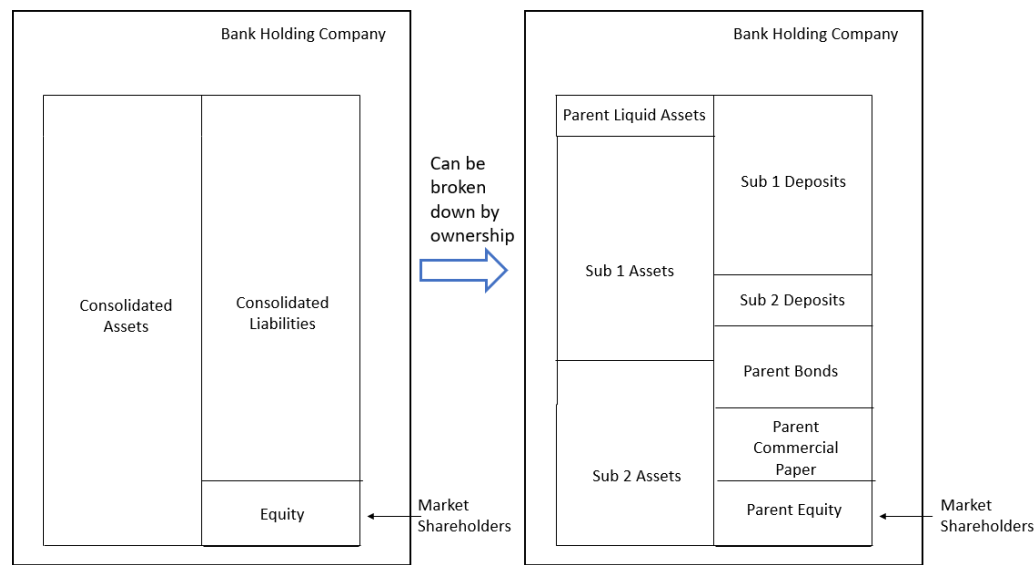 Bank Holding Company
Consolidated
Assets
Consolidated
Liabilities
Equity
Market
Shareholders
Can be
broken
down by
ownership
Bank Holding Company
Parent Liquid Assets
Sub 1 Assets
Sub 2 Assets
Sub 1 Deposits
Sub 2 Deposits
Parent Bonds
Parent
Commercial
Paper
Parent Equity
Market
Shareholders